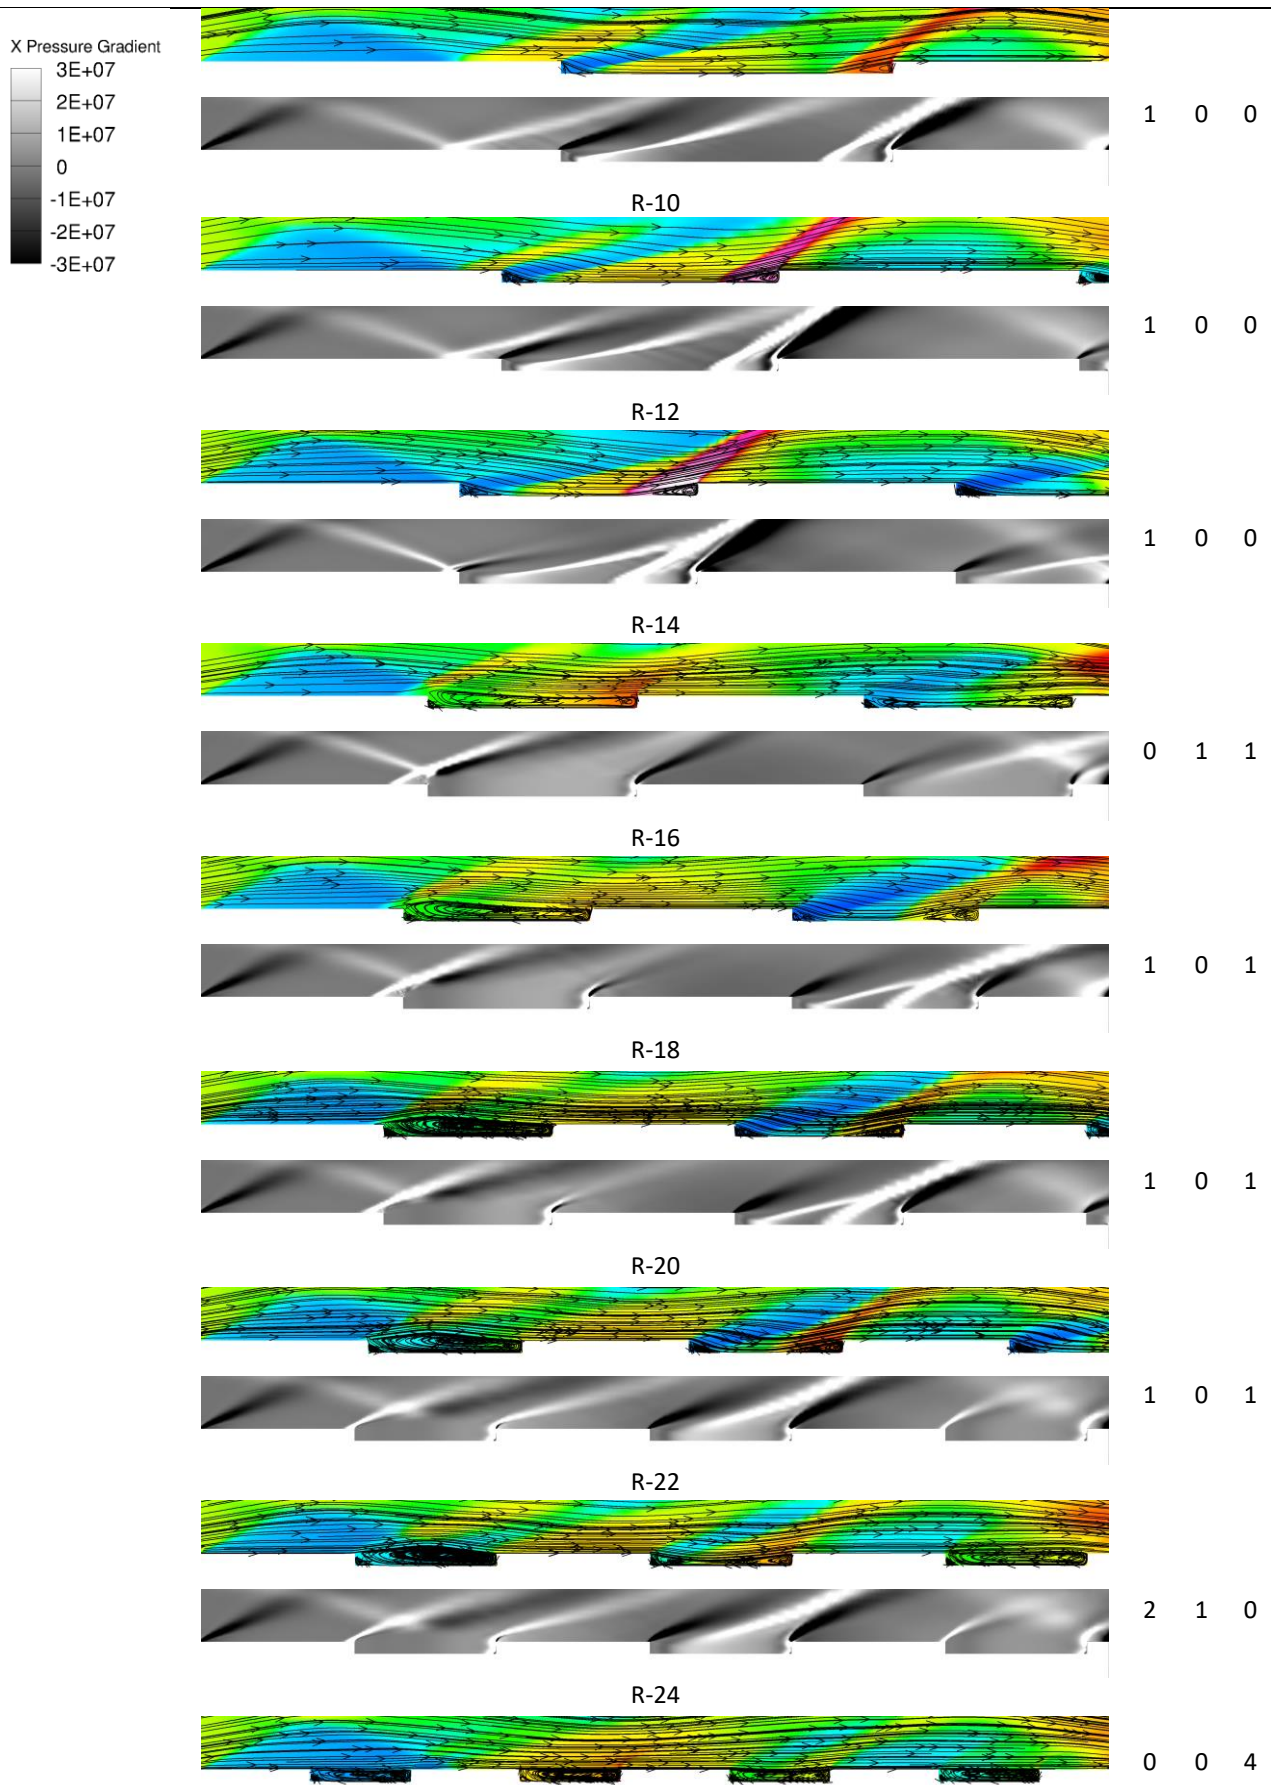 X Pressure Gradient
3E+07
2E+07
1E+07
0
-1E+07
-2E+07
-3E+07
1 0 0
R-10
1 0 0
R-12
1 0 0
R-14
0 1 1
R-16
1 0 1
R-18
1 0 1
R-20
1 0 1
R-22
2 1 0
R-24
0 0 4